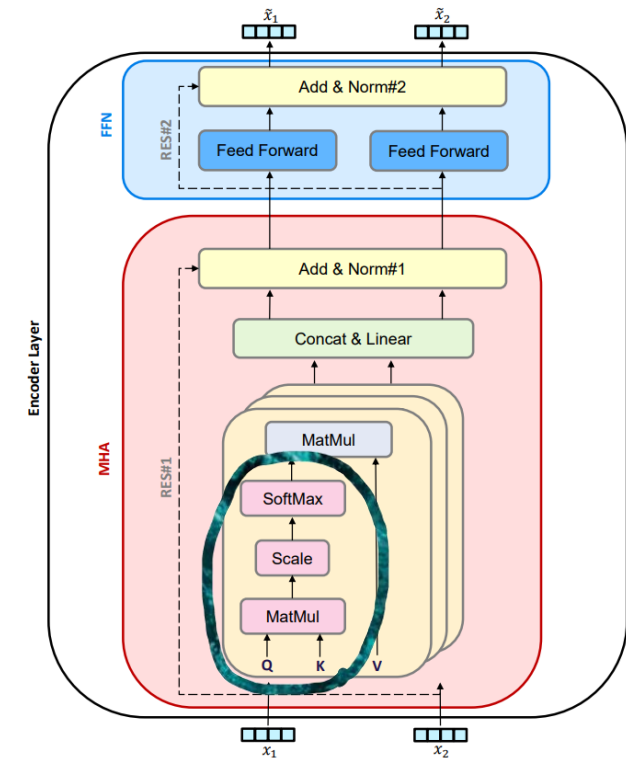 x̃₁ x̃₂
Add & Norm#2
FFN
RES#2
Feed Forward Feed Forward
Add & Norm#1
Concat & Linear
Encoder Layer
MHA
RES#1
MatMul
SoftMax
Scale
MatMul
Q K V
x₁ x₂